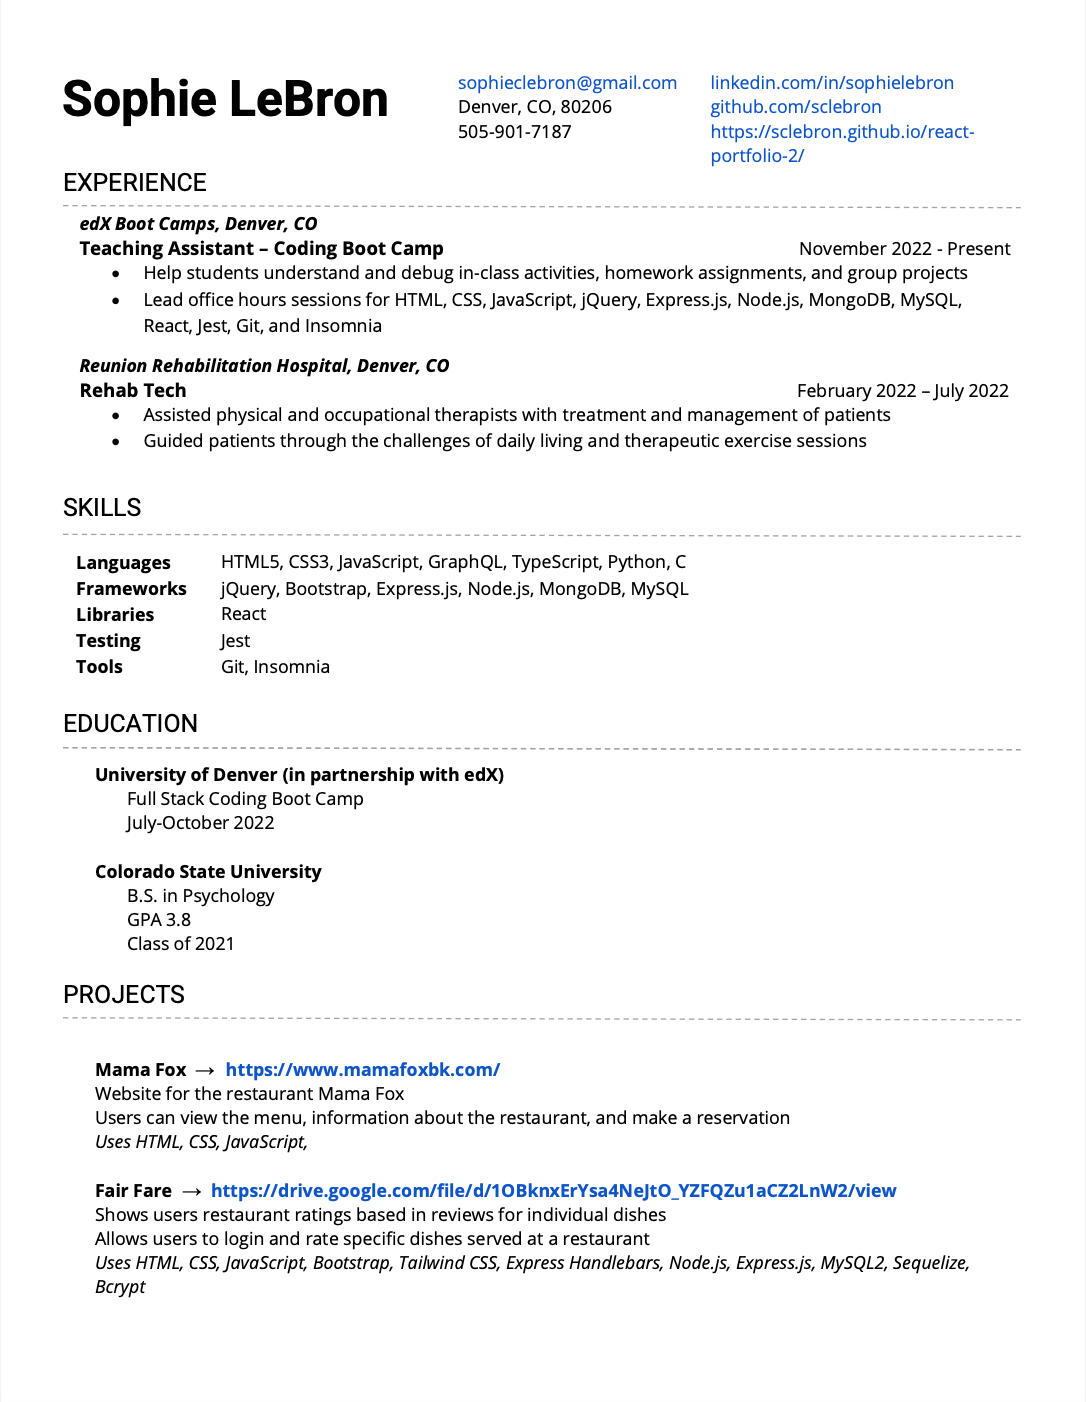 Sophie LeBron
sophieclebron@gmail.com
Denver, CO, 80206
505-901-7187
linkedin.com/in/sophielebron
github.com/sclebron
https://sclebron.github.io/react-
portfolio-2/
EXPERIENCE
edX Boot Camps, Denver, CO
Teaching Assistant – Coding Boot Camp November 2022 - Present
• Help students understand and debug in-class activities, homework assignments, and group projects
• Lead office hours sessions for HTML, CSS, JavaScript, jQuery, Express.js, Node.js, MongoDB, MySQL,
React, Jest, Git, and Insomnia
Reunion Rehabilitation Hospital, Denver, CO
Rehab Tech February 2022 – July 2022
• Assisted physical and occupational therapists with treatment and management of patients
• Guided patients through the challenges of daily living and therapeutic exercise sessions
SKILLS
Languages HTML5, CSS3, JavaScript, GraphQL, TypeScript, Python, C
Frameworks jQuery, Bootstrap, Express.js, Node.js, MongoDB, MySQL
Libraries React
Testing Jest
Tools Git, Insomnia
EDUCATION
University of Denver (in partnership with edX)
Full Stack Coding Boot Camp
July-October 2022
Colorado State University
B.S. in Psychology
GPA 3.8
Class of 2021
PROJECTS
Mama Fox → https://www.mamafoxbk.com/
Website for the restaurant Mama Fox
Users can view the menu, information about the restaurant, and make a reservation
Uses HTML, CSS, JavaScript,
Fair Fare → https://drive.google.com/file/d/1OBknxErYsa4NeJtO_YZFQZu1aCZ2LnW2/view
Shows users restaurant ratings based in reviews for individual dishes
Allows users to login and rate specific dishes served at a restaurant
Uses HTML, CSS, JavaScript, Bootstrap, Tailwind CSS, Express Handlebars, Node.js, Express.js, MySQL2, Sequelize,
Bcrypt